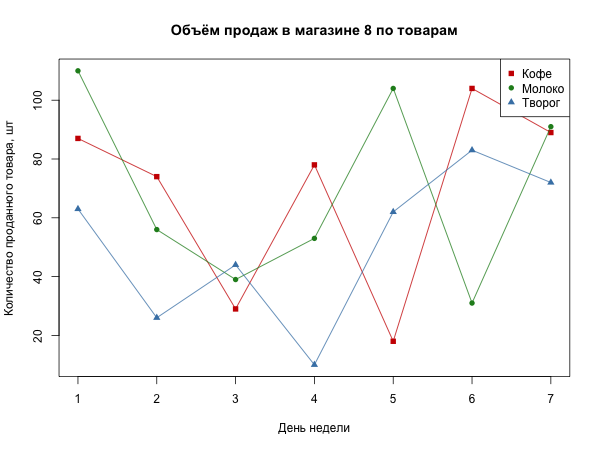 Объём продаж в магазине 8 по товарам
Кофе
Молоко
Творог
Количество проданного товара, шт
100
80
60
40
20
1 2 3 4 5 6 7
День недели